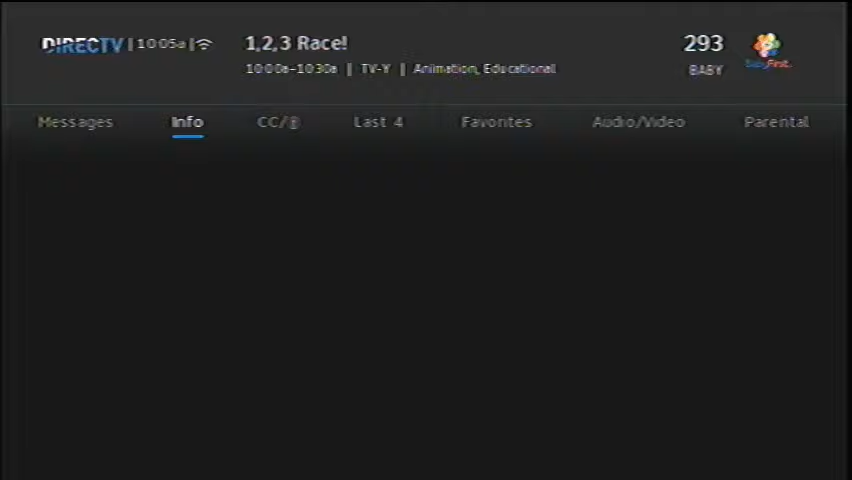 DIRECTV | 10:05a |
1,2,3 Race!
10:00a-10:30a | TV-Y | Animation, Educational
293
BABY
BabyFirst
Messages Info CC/ Last 4 Favorites Audio/Video Parental